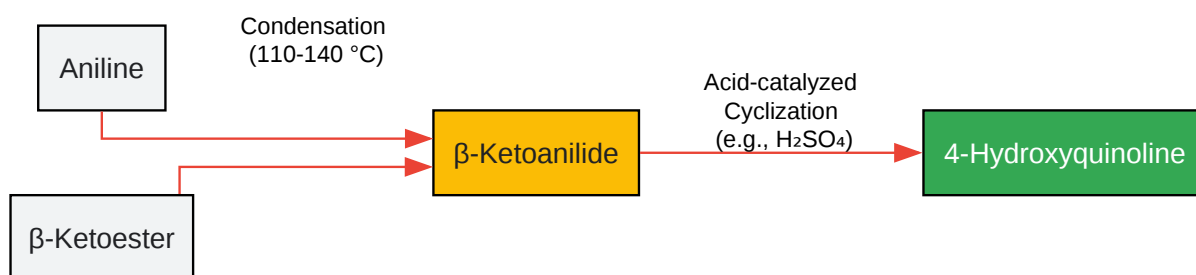 Condensation
(110-140 °C)
Aniline
Acid-catalyzed
Cyclization
(e.g., H₂SO₄)
β-Ketoanilide
4-Hydroxyquinoline
β-Ketoester